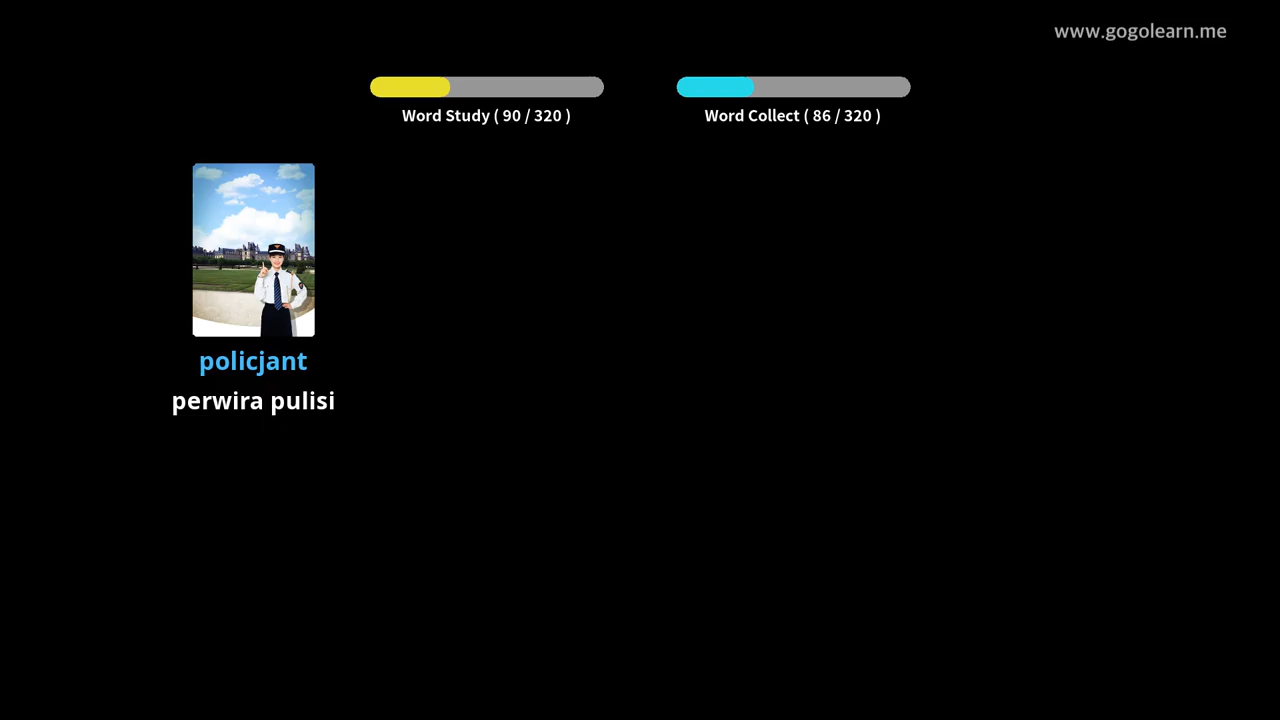 www.gogolearn.me
Word Study ( 90 / 320 )
Word Collect ( 86 / 320 )
policjant
perwira pulisi